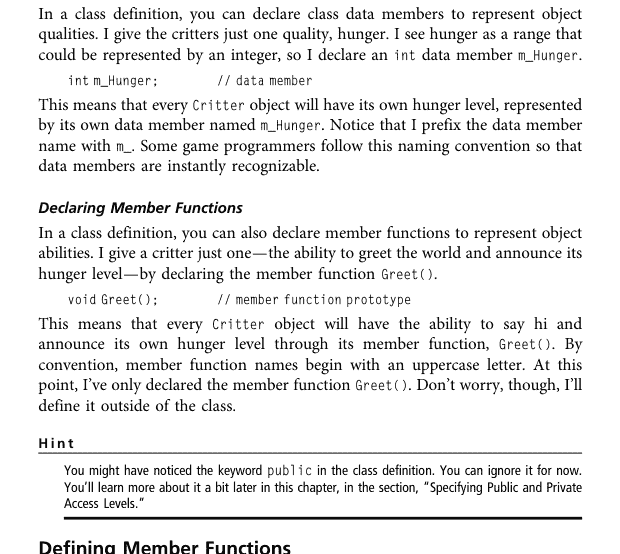 In a class definition, you can declare class data members to represent object
qualities. I give the critters just one quality, hunger. I see hunger as a range that
could be represented by an integer, so I declare an int data member m_Hunger.
int m_Hunger; // data member
This means that every Critter object will have its own hunger level, represented
by its own data member named m_Hunger. Notice that I prefix the data member
name with m_. Some game programmers follow this naming convention so that
data members are instantly recognizable.
Declaring Member Functions
In a class definition, you can also declare member functions to represent object
abilities. I give a critter just one—the ability to greet the world and announce its
hunger level—by declaring the member function Greet().
void Greet(); // member function prototype
This means that every Critter object will have the ability to say hi and
announce its own hunger level through its member function, Greet(). By
convention, member function names begin with an uppercase letter. At this
point, I've only declared the member function Greet(). Don't worry, though, I'll
define it outside of the class.
Hint
You might have noticed the keyword public in the class definition. You can ignore it for now.
You'll learn more about it a bit later in this chapter, in the section, “Specifying Public and Private
Access Levels.”
Defining Member Functions